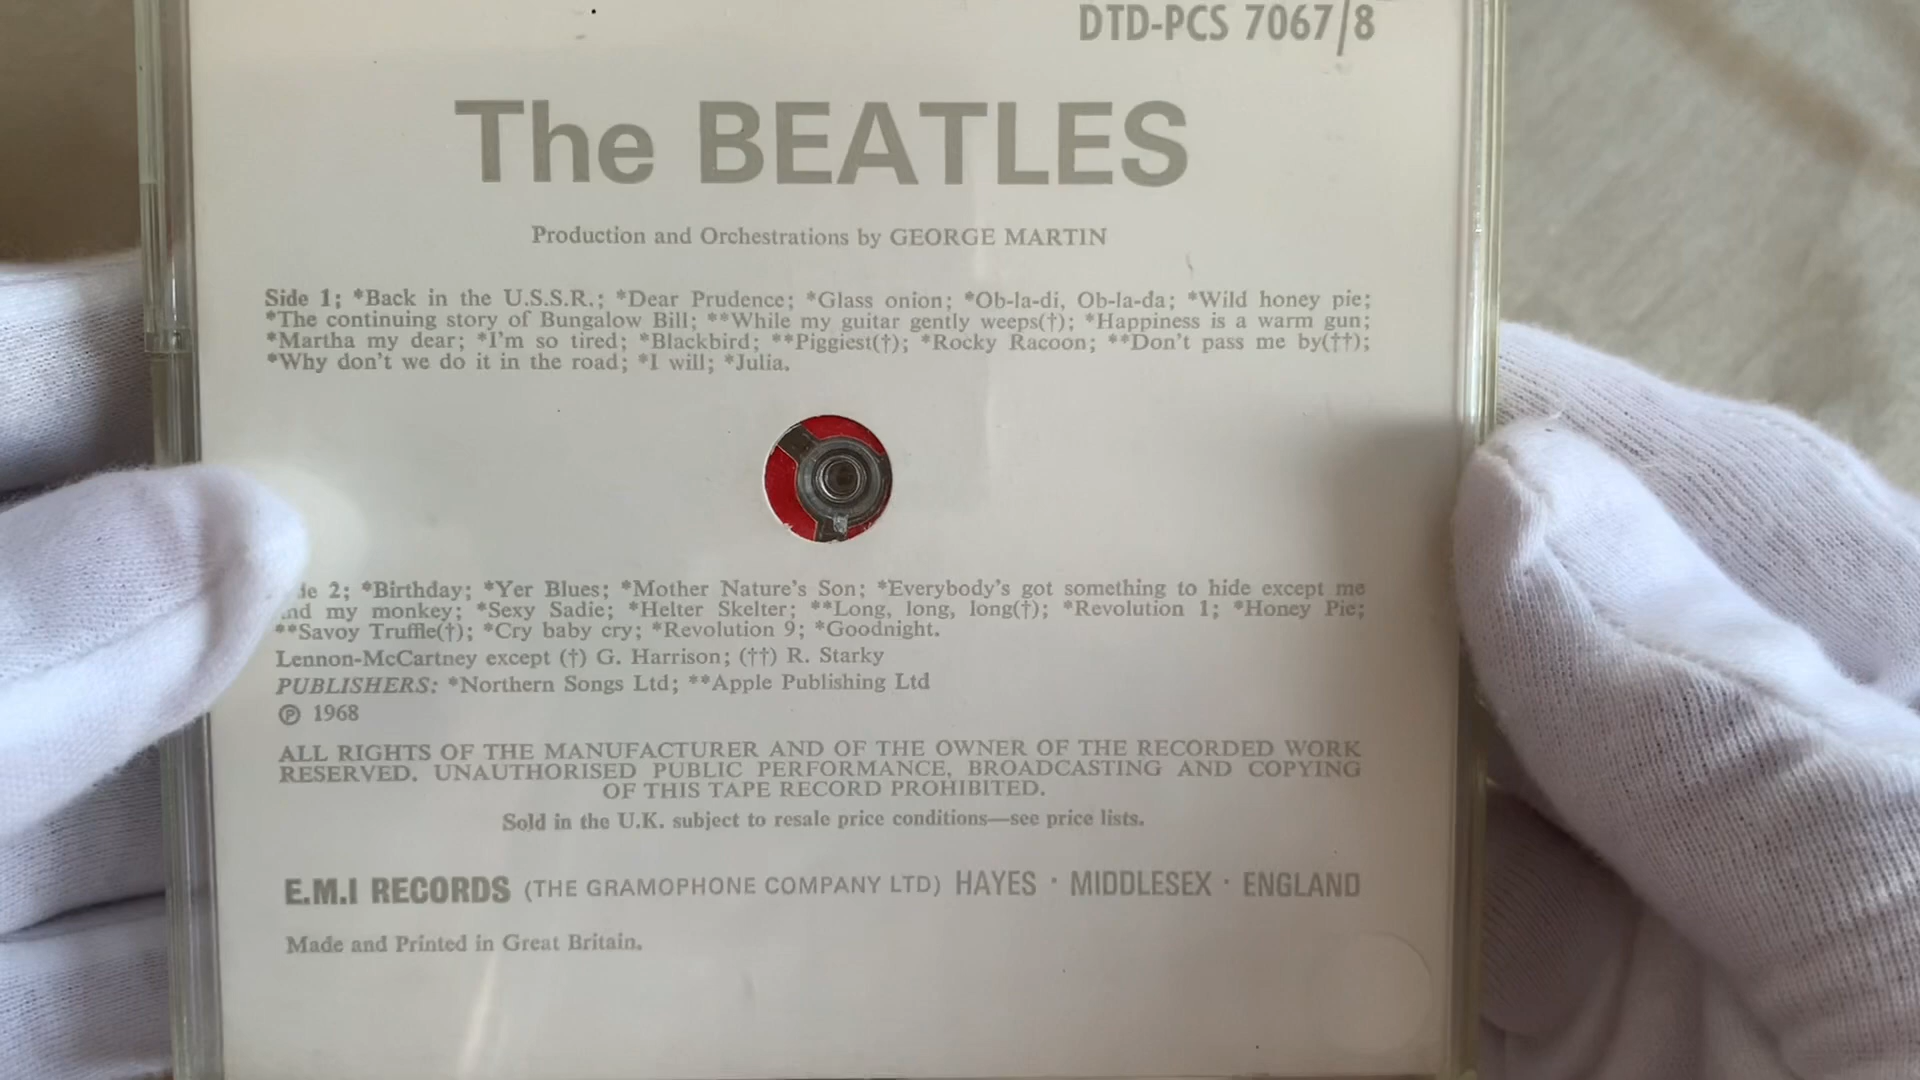 DTD-PCS 7067/8
The BEATLES
Production and Orchestrations by GEORGE MARTIN
Side 1; *Back in the U.S.S.R.; *Dear Prudence; *Glass onion; *Ob-la-di, Ob-la-da; *Wild honey pie;
*The continuing story of Bungalow Bill; **While my guitar gently weeps(†); *Happiness is a warm gun;
*Martha my dear; *I'm so tired; *Blackbird; **Piggiest(†); *Rocky Racoon; **Don't pass me by(††);
*Why don't we do it in the road; *I will; *Julia.
2; *Birthday; *Yer Blues; *Mother Nature's Son; *Everybody's got something to hide except me
my monkey; *Sexy Sadie; *Helter Skelter; **Long, long, long(†); *Revolution 1; *Honey Pie;
**Savoy Truffle(†); *Cry baby cry; *Revolution 9; *Goodnight.
Lennon-McCartney except (†) G. Harrison; (††) R. Starky
PUBLISHERS: *Northern Songs Ltd; **Apple Publishing Ltd
℗ 1968
ALL RIGHTS OF THE MANUFACTURER AND OF THE OWNER OF THE RECORDED WORK
RESERVED. UNAUTHORISED PUBLIC PERFORMANCE, BROADCASTING AND COPYING
OF THIS TAPE RECORD PROHIBITED.
Sold in the U.K. subject to resale price conditions—see price lists.
E.M.I RECORDS (THE GRAMOPHONE COMPANY LTD) HAYES · MIDDLESEX · ENGLAND
Made and Printed in Great Britain.